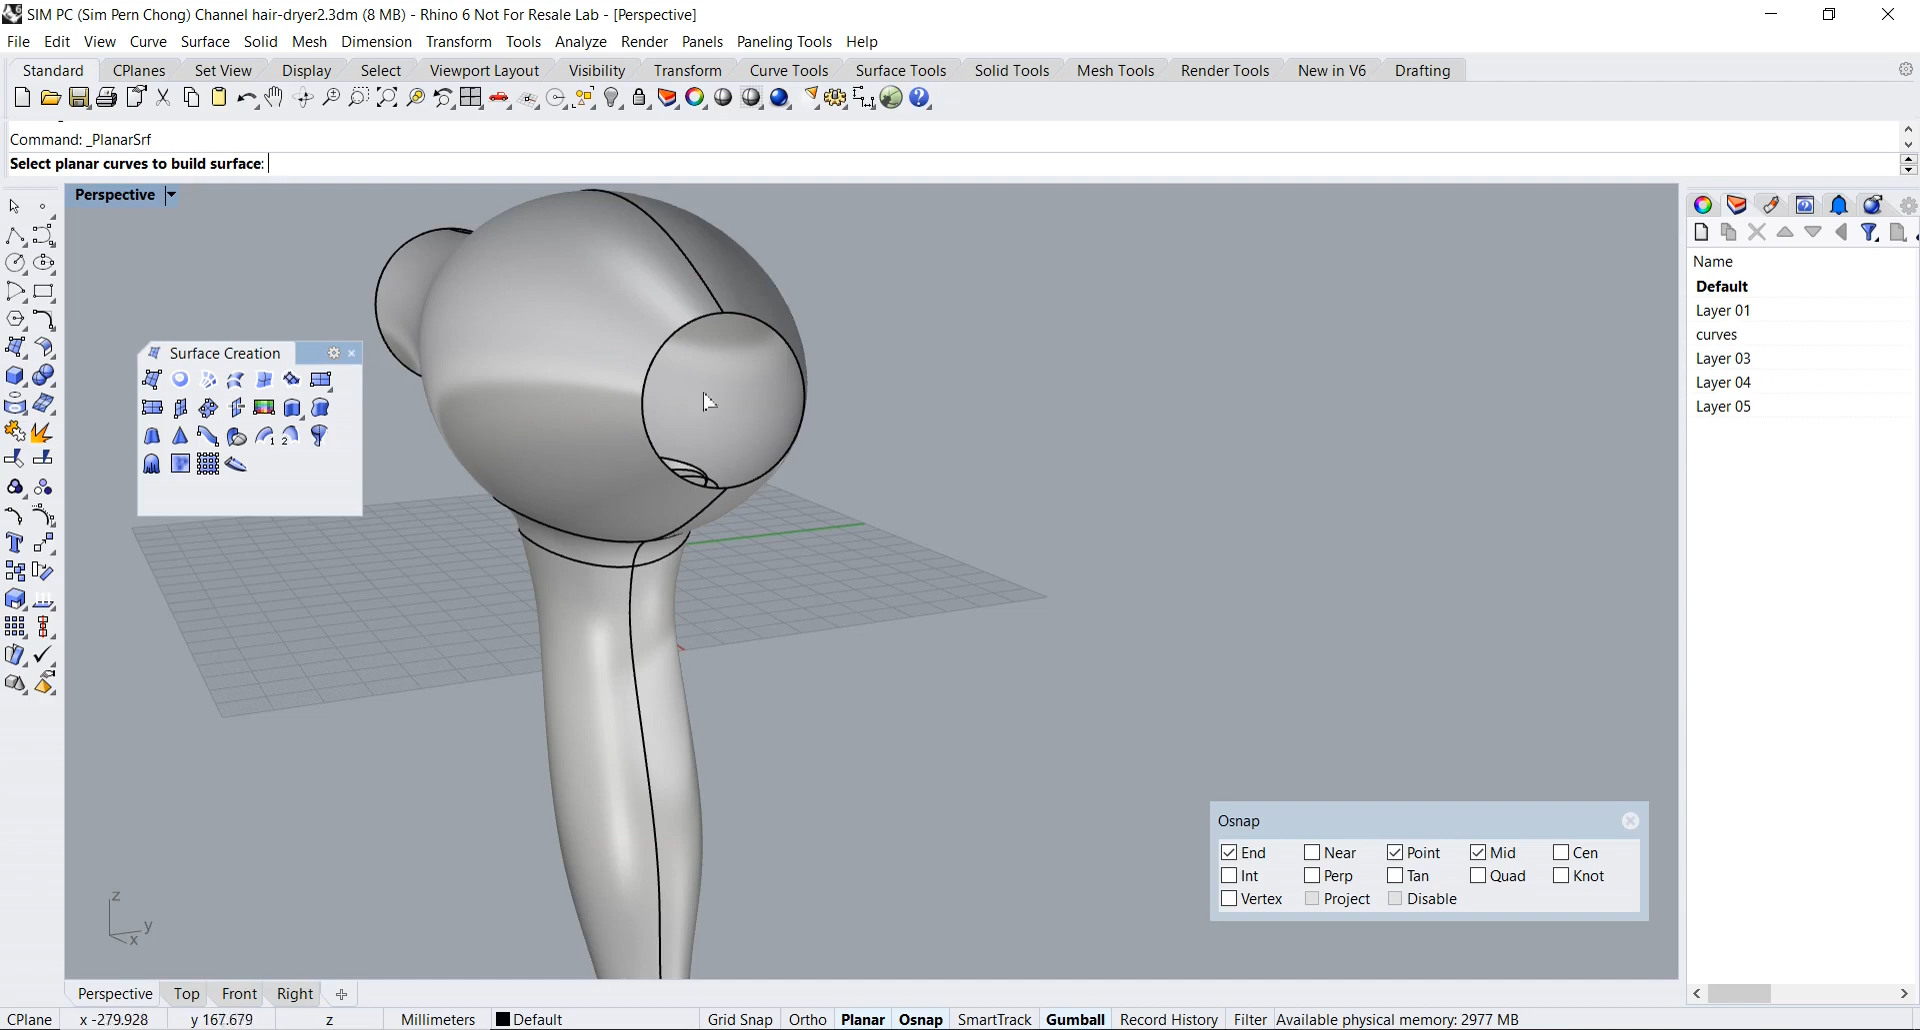 SIM PC (Sim Pern Chong) Channel hair-dryer2.3dm (8 MB) - Rhino 6 Not For Resale Lab - [Perspective]
File Edit View Curve Surface Solid Mesh Dimension Transform Tools Analyze Render Panels Paneling Tools Help
Standard CPlanes Set View Display Select Viewport Layout Visibility Transform Curve Tools Surface Tools Solid Tools Mesh Tools Render Tools New in V6 Drafting
Command: _PlanarSrf
Select planar curves to build surface:
Perspective
Name
Default
Layer 01
curves
Layer 03
Layer 04
Layer 05
Surface Creation
1 2
Osnap
End Near Point Mid Cen
Int Perp Tan Quad Knot
Vertex Project Disable
z
y
x
Perspective Top Front Right
CPlane x -279.928 y 167.679 z Millimeters Default Grid Snap Ortho Planar Osnap SmartTrack Gumball Record History Filter Available physical memory: 2977 MB